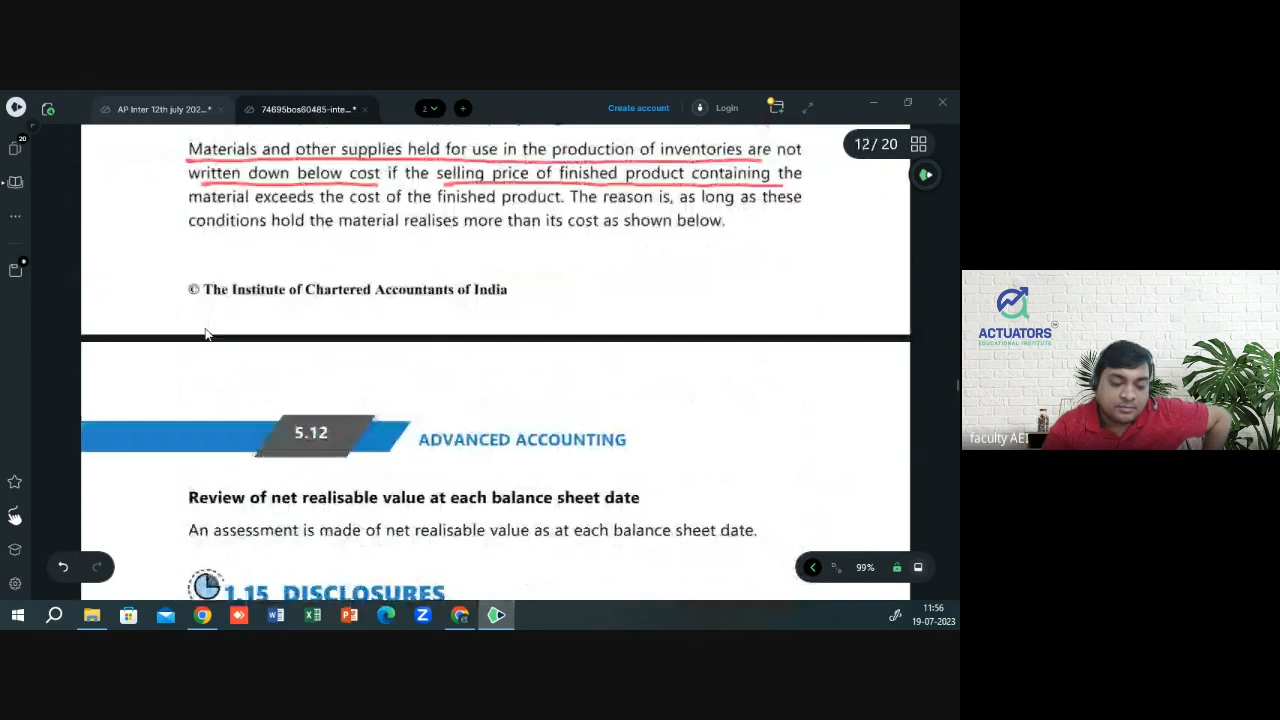 AP Inter 12th july 202...*
74695bos60485-inte...*
2
Create account
Login
20
12/20
Materials and other supplies held for use in the production of inventories are not
written down below cost if the selling price of finished product containing the
material exceeds the cost of the finished product. The reason is, as long as these
conditions hold the material realises more than its cost as shown below.
© The Institute of Chartered Accountants of India
5.12
ADVANCED ACCOUNTING
Review of net realisable value at each balance sheet date
An assessment is made of net realisable value as at each balance sheet date.
1.15 DISCLOSURES
99%
11:56
19-07-2023
ACTUATORS
EDUCATIONAL INSTITUTE
faculty AEI